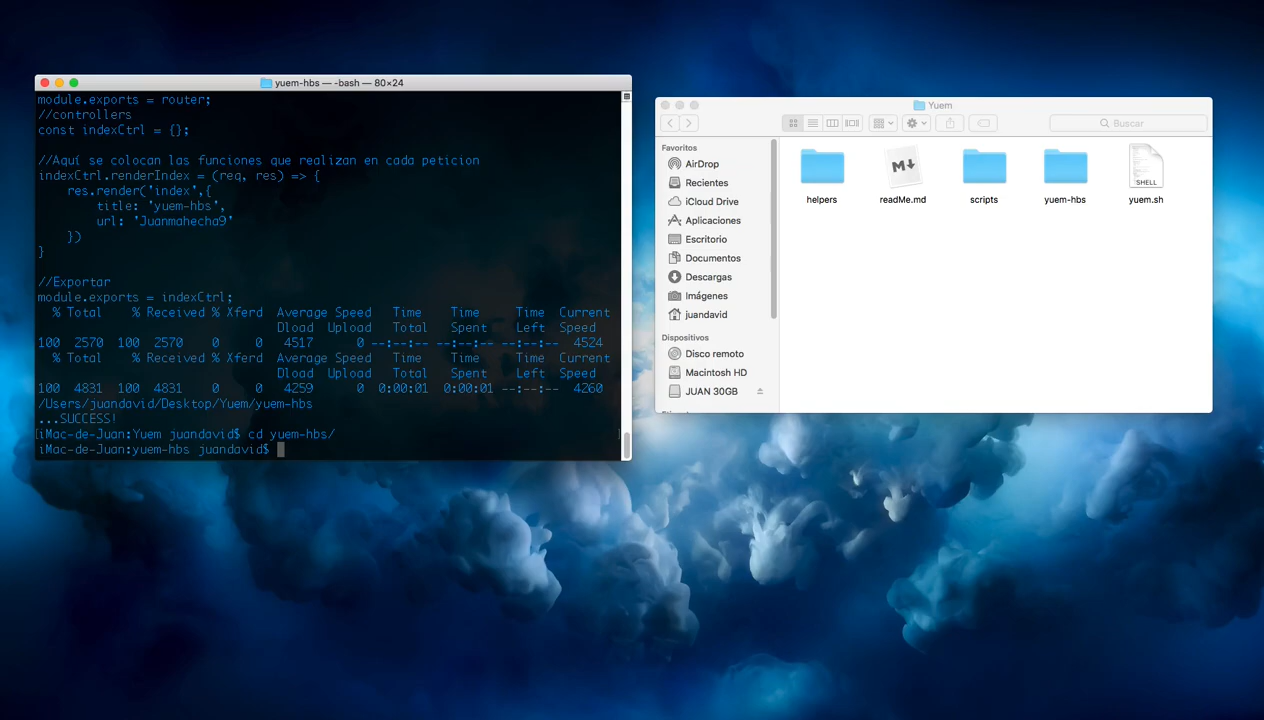 yuem-hbs — -bash — 80×24
module.exports = router;
//controllers
const indexCtrl = {};
//Aquí se colocan las funciones que realizan en cada peticion
indexCtrl.renderIndex = (req, res) => {
res.render('index',{
title: 'yuem-hbs',
url: 'Juanmahecha9'
})
}
//Exportar
module.exports = indexCtrl;
% Total % Received % Xferd Average Speed Time Time Time Current
Dload Upload Total Spent Left Speed
100 2570 100 2570 0 0 4517 0 --:--:-- --:--:-- --:--:-- 4524
% Total % Received % Xferd Average Speed Time Time Time Current
Dload Upload Total Spent Left Speed
100 4831 100 4831 0 0 4259 0 0:00:01 0:00:01 --:--:-- 4260
/Users/juandavid/Desktop/Yuem/yuem-hbs
...SUCCESS!
[iMac-de-Juan:Yuem juandavid$ cd yuem-hbs/
iMac-de-Juan:yuem-hbs juandavid$
Yuem
Buscar
Favoritos
AirDrop
Recientes
iCloud Drive
Aplicaciones
Escritorio
Documentos
Descargas
Imágenes
juandavid
Dispositivos
Disco remoto
Macintosh HD
JUAN 30GB
M
SHELL
helpers
readMe.md
scripts
yuem-hbs
yuem.sh